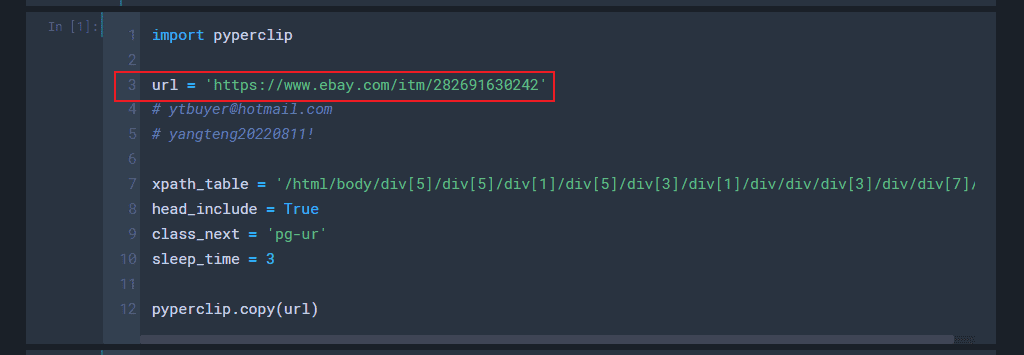 In [1]:
1 import pyperclip
2
3 url = 'https://www.ebay.com/itm/282691630242'
4 # ytbuyer@hotmail.com
5 # yangteng20220811!
6
7 xpath_table = '/html/body/div[5]/div[5]/div[1]/div[5]/div[3]/div[1]/div/div/div[3]/div/div[7]/
8 head_include = True
9 class_next = 'pg-ur'
10 sleep_time = 3
11
12 pyperclip.copy(url)